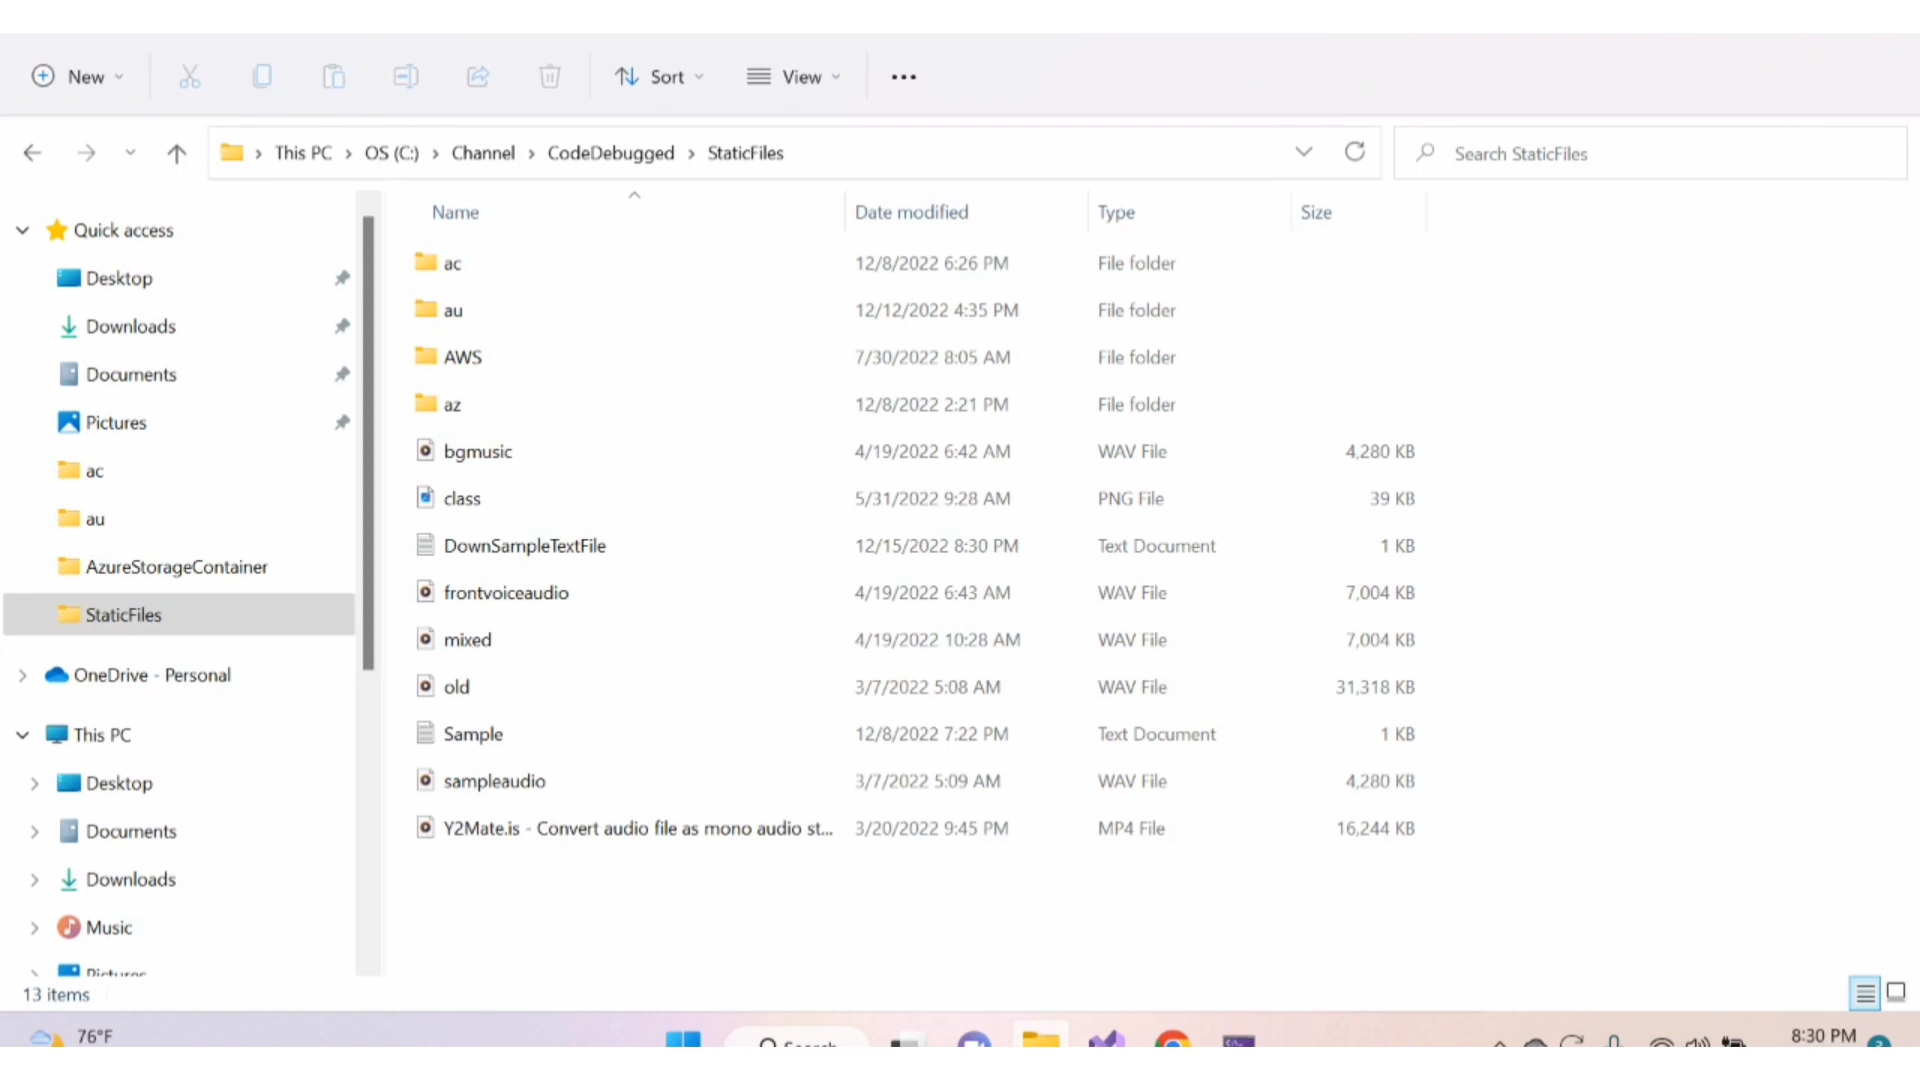 New
Sort
View
This PC > OS (C:) > Channel > CodeDebugged > StaticFiles
Search StaticFiles
Name Date modified Type Size
Quick access
Desktop
Downloads
Documents
Pictures
ac
au
AzureStorageContainer
StaticFiles
OneDrive - Personal
This PC
Desktop
Documents
Downloads
Music
Pictures
ac 12/8/2022 6:26 PM File folder
au 12/12/2022 4:35 PM File folder
AWS 7/30/2022 8:05 AM File folder
az 12/8/2022 2:21 PM File folder
bgmusic 4/19/2022 6:42 AM WAV File 4,280 KB
class 5/31/2022 9:28 AM PNG File 39 KB
DownSampleTextFile 12/15/2022 8:30 PM Text Document 1 KB
frontvoiceaudio 4/19/2022 6:43 AM WAV File 7,004 KB
mixed 4/19/2022 10:28 AM WAV File 7,004 KB
old 3/7/2022 5:08 AM WAV File 31,318 KB
Sample 12/8/2022 7:22 PM Text Document 1 KB
sampleaudio 3/7/2022 5:09 AM WAV File 4,280 KB
Y2Mate.is - Convert audio file as mono audio st... 3/20/2022 9:45 PM MP4 File 16,244 KB
13 items
76°F
Search
8:30 PM